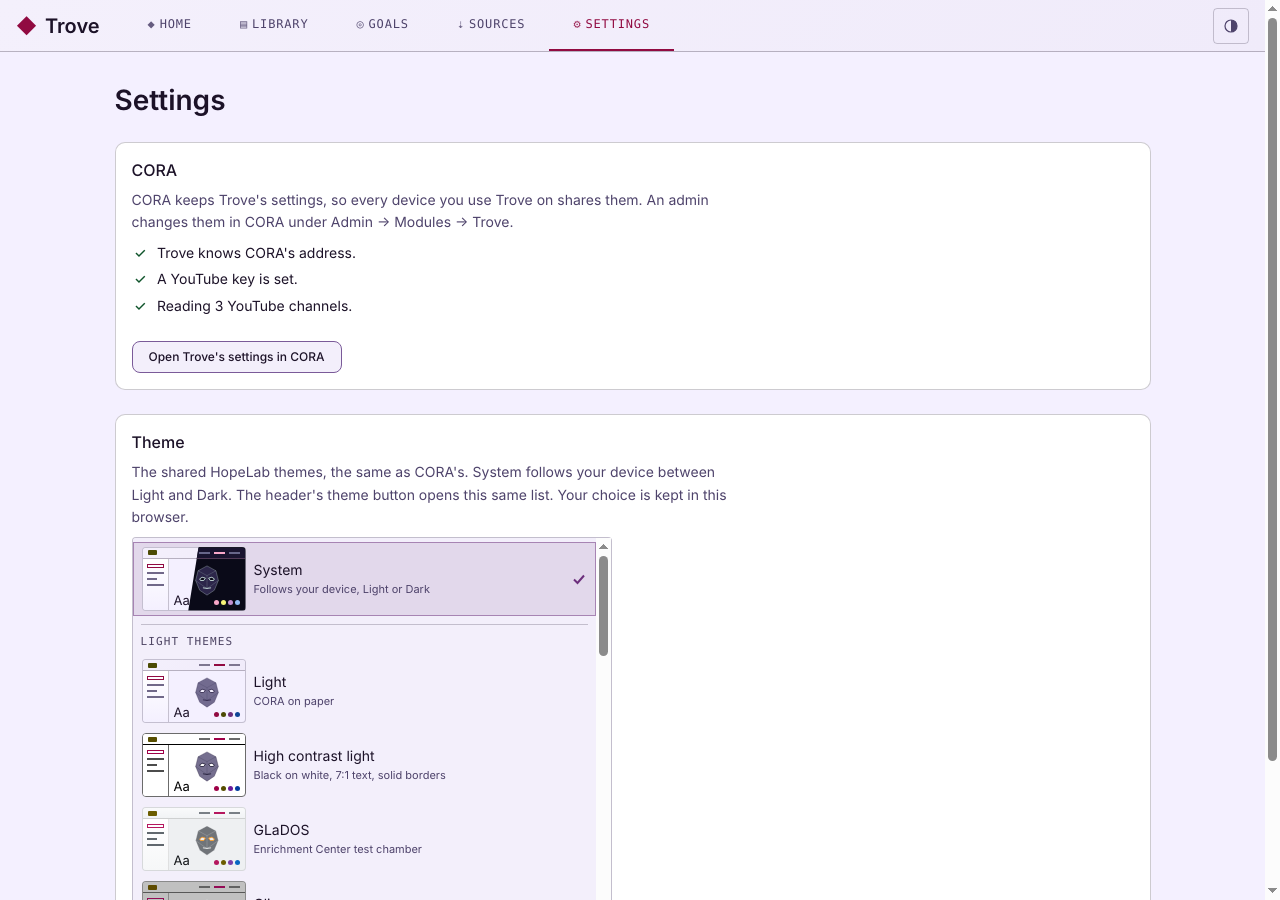 Trove
HOME
LIBRARY
GOALS
SOURCES
SETTINGS
Settings
CORA
CORA keeps Trove's settings, so every device you use Trove on shares them. An admin
changes them in CORA under Admin → Modules → Trove.
Trove knows CORA's address.
A YouTube key is set.
Reading 3 YouTube channels.
Open Trove's settings in CORA
Theme
The shared HopeLab themes, the same as CORA's. System follows your device between
Light and Dark. The header's theme button opens this same list. Your choice is kept in this
browser.
Aa
System
Follows your device, Light or Dark
LIGHT THEMES
Aa
Light
CORA on paper
Aa
High contrast light
Black on white, 7:1 text, solid borders
Aa
GLaDOS
Enrichment Center test chamber